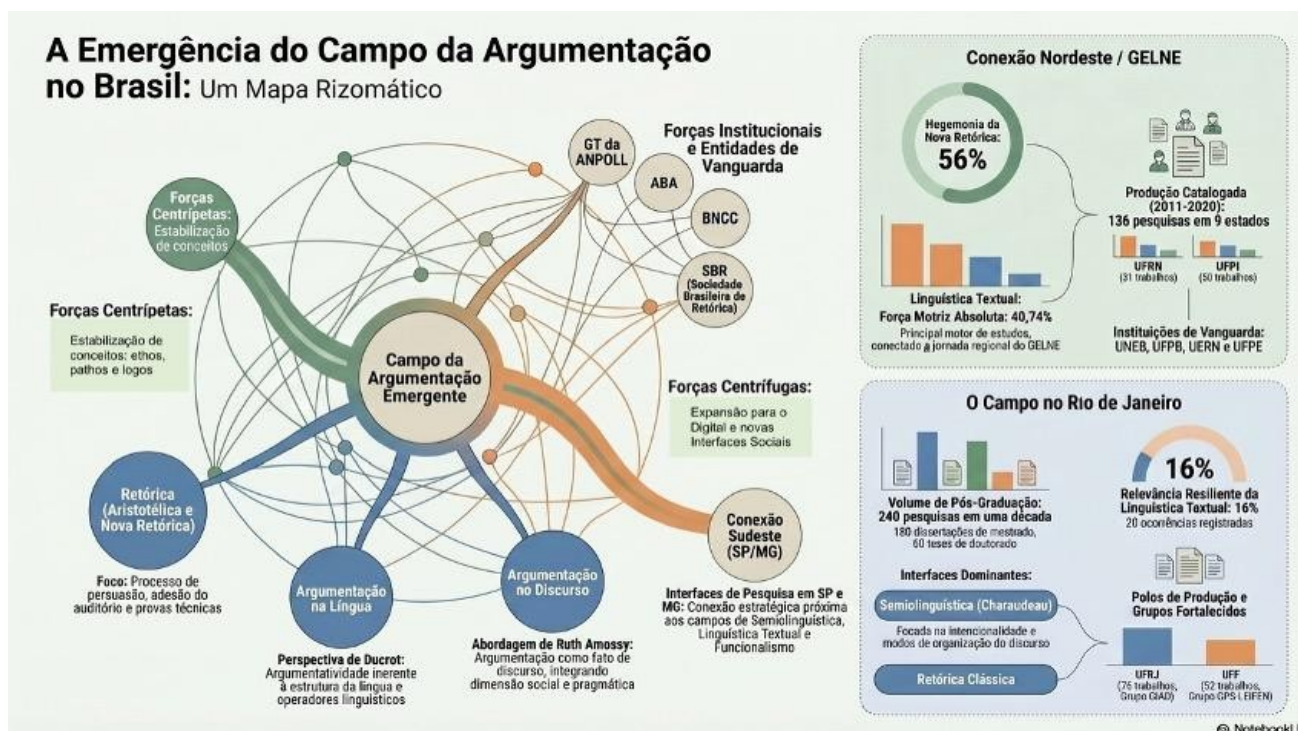 A Emergência do Campo da Argumentação
no Brasil: Um Mapa Rizomático
Forças Institucionais
e Entidades de
Vanguarda
GT da
ANPOLL
ABA
BNCC
SBR
(Sociedade
Brasileira de
Retórica)
Forças
Centrípetas:
Estabilização
de conceitos
Forças Centrípetas:
Estabilização de
conceitos: ethos,
pathos e logos
Campo da
Argumentação
Emergente
Forças Centrífugas:
Expansão para o
Digital e novas
Interfaces Sociais
Retórica
(Aristotélica e
Nova Retórica)
Foco: Processo de
persuasão, adesão do
auditório e provas técnicas
Argumentação
na Língua
Perspectiva de Ducrot:
Argumentatividade inerente
à estrutura da língua e
operadores linguísticos
Argumentação
no Discurso
Abordagem de Ruth Amossy:
Argumentação como fato de
discurso, integrando
dimensão social e pragmática
Conexão
Sudeste
(SP/MG)
Interfaces de Pesquisa em SP e
MG: Conexão estratégica próxima
aos campos de Semiolinguística,
Linguística Textual e
Funcionalismo
Conexão Nordeste / GELNE
Hegemonia da
Nova Retórica:
56%
Linguística Textual:
Força Motriz Absoluta: 40,74%
Principal motor de estudos,
conectado a jornada regional do GELNE
Produção Catalogada
(2011-2020):
136 pesquisas em 9 estados
UFRN
(31 trabalhos)
UFPI
(50 trabalhos)
Instituições de Vanguarda:
UNEB, UFPB, UERN e UFPE
O Campo no Rio de Janeiro
Volume de Pós-Graduação:
240 pesquisas em uma década
180 dissertações de mestrado,
60 teses de doutorado
16%
Relevância Resiliente da
Linguística Textual: 16%
20 ocorrências registradas
Interfaces Dominantes:
Semiolinguística (Charaudeau)
Focada na intencionalidade e
modos de organização do discurso
Retórica Clássica
Polos de Produção e
Grupos Fortalecidos
UFRJ
(76 trabalhos,
Grupo CIAD)
UFF
(52 trabalhos,
Grupo GPS LEIFEN)